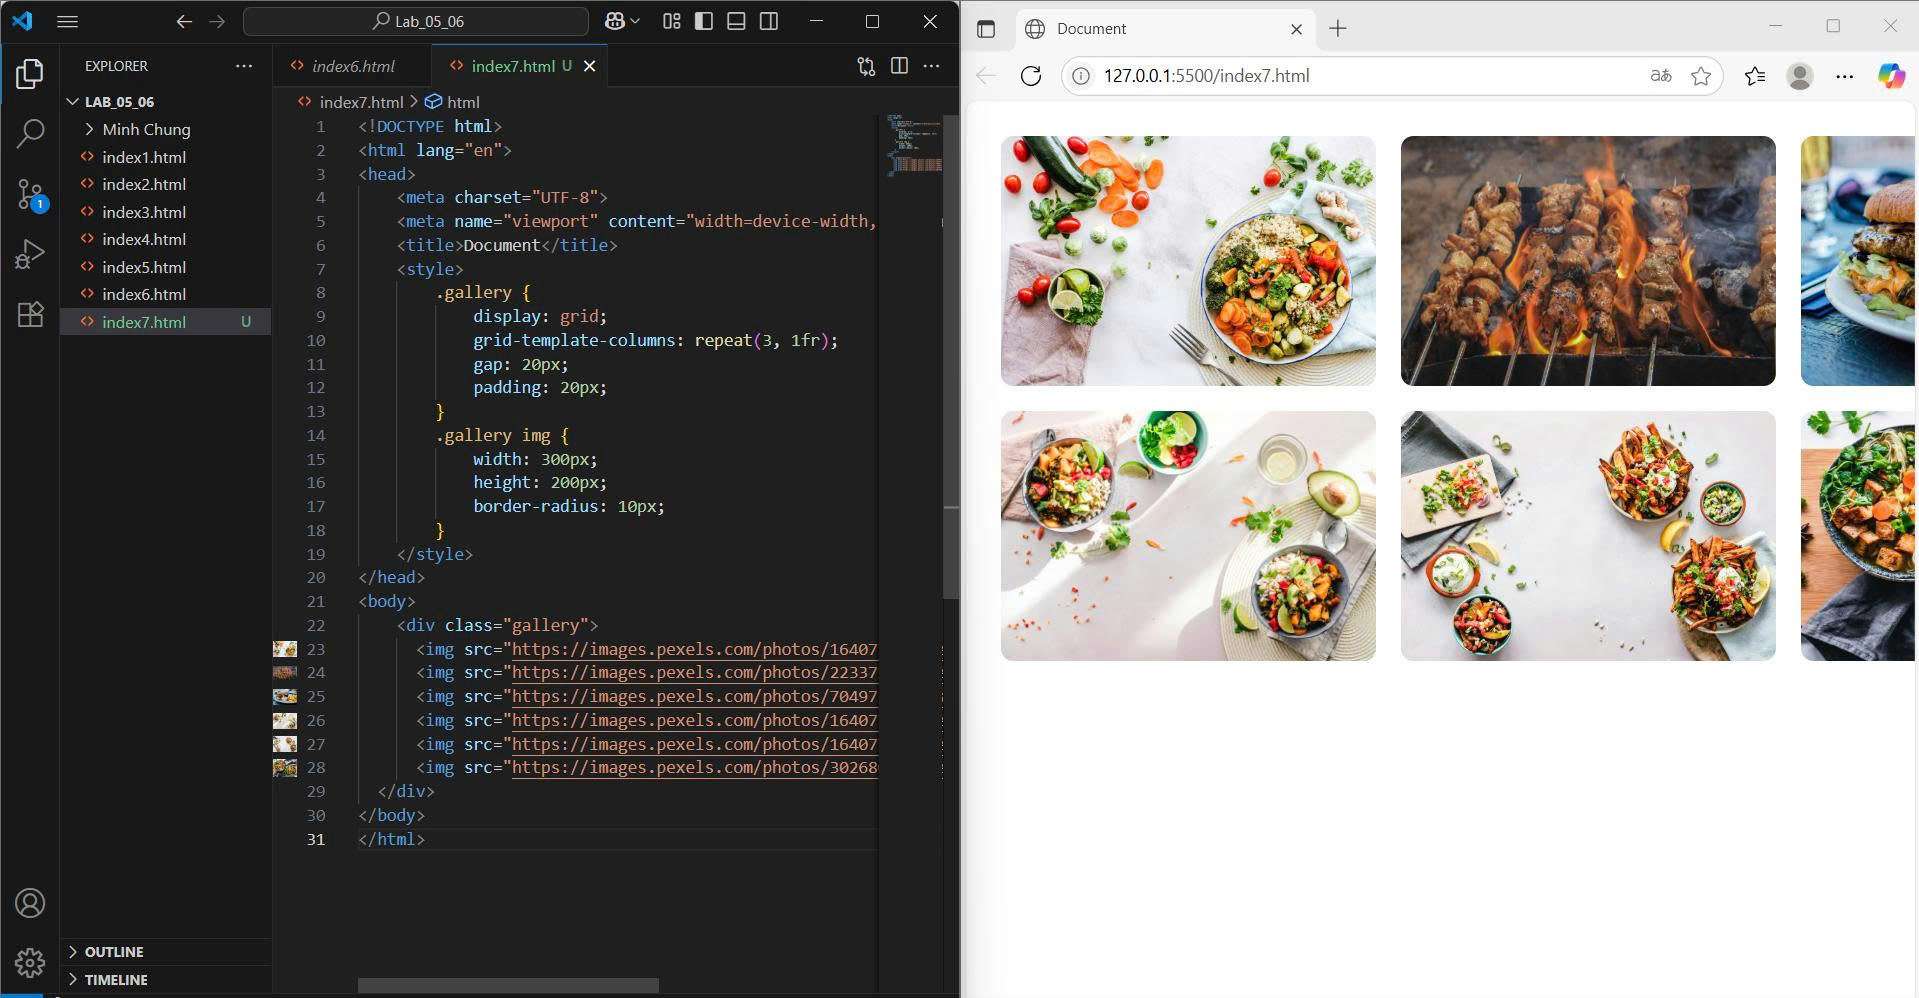 Lab_05_06
EXPLORER
LAB_05_06
Minh Chung
index1.html
index2.html
index3.html
index4.html
index5.html
index6.html
index7.html U
OUTLINE
TIMELINE
1
index6.html
index7.html U
index7.html > html
1 <!DOCTYPE html>
2 <html lang="en">
3 <head>
4 <meta charset="UTF-8">
5 <meta name="viewport" content="width=device-width,
6 <title>Document</title>
7 <style>
8 .gallery {
9 display: grid;
10 grid-template-columns: repeat(3, 1fr);
11 gap: 20px;
12 padding: 20px;
13 }
14 .gallery img {
15 width: 300px;
16 height: 200px;
17 border-radius: 10px;
18 }
19 </style>
20 </head>
21 <body>
22 <div class="gallery">
23 <img src="https://images.pexels.com/photos/16407
24 <img src="https://images.pexels.com/photos/22337
25 <img src="https://images.pexels.com/photos/70497
26 <img src="https://images.pexels.com/photos/16407
27 <img src="https://images.pexels.com/photos/16407
28 <img src="https://images.pexels.com/photos/30268
29 </div>
30 </body>
31 </html>
Document
127.0.0.1:5500/index7.html